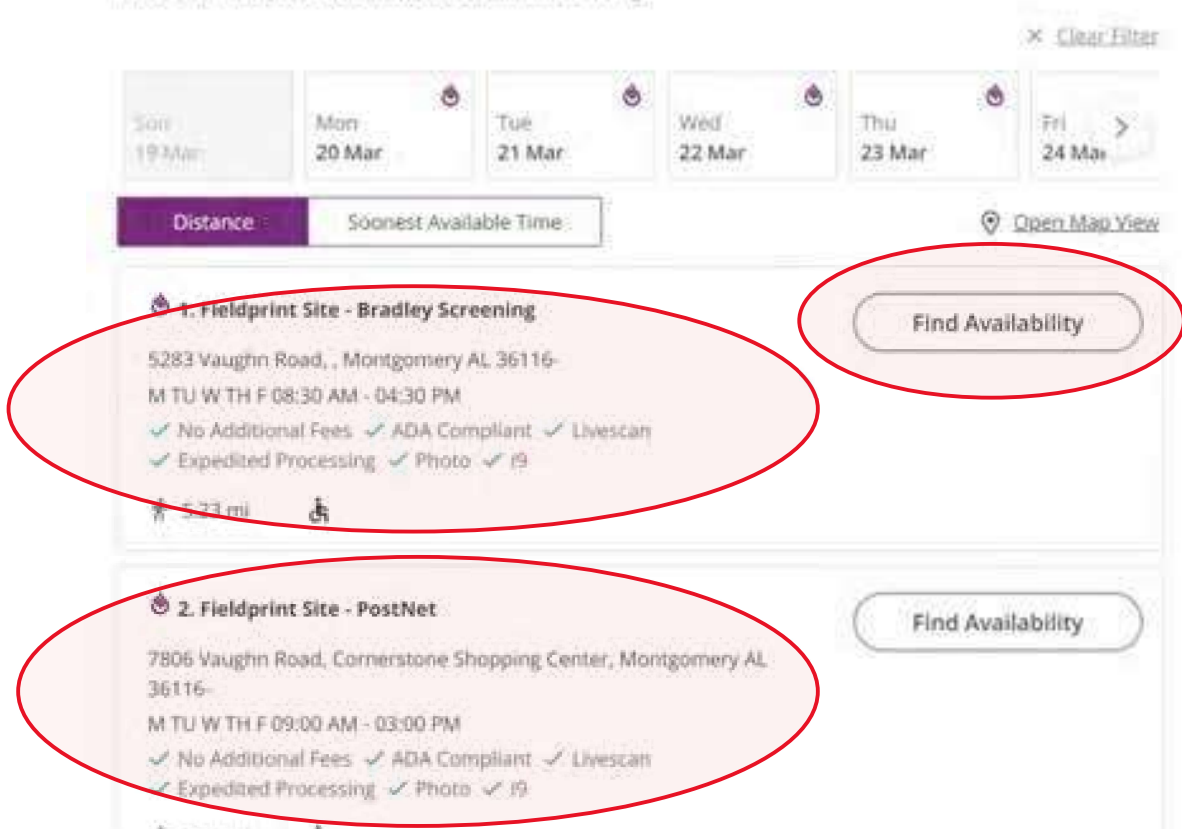 × Clear Filter
Sun Mon Tue Wed Thu Fri >
19 Mar 20 Mar 21 Mar 22 Mar 23 Mar 24 Mar
Distance Soonest Available Time Open Map View
1. Fieldprint Site - Bradley Screening Find Availability
5283 Vaughn Road, , Montgomery AL 36116-
M TU W TH F 08:30 AM - 04:30 PM
✓ No Additional Fees ✓ ADA Compliant ✓ Livescan
✓ Expedited Processing ✓ Photo ✓ I9
5.23 mi
2. Fieldprint Site - PostNet Find Availability
7806 Vaughn Road, Cornerstone Shopping Center, Montgomery AL
36116-
M TU W TH F 09:00 AM - 03:00 PM
✓ No Additional Fees ✓ ADA Compliant ✓ Livescan
✓ Expedited Processing ✓ Photo ✓ I9